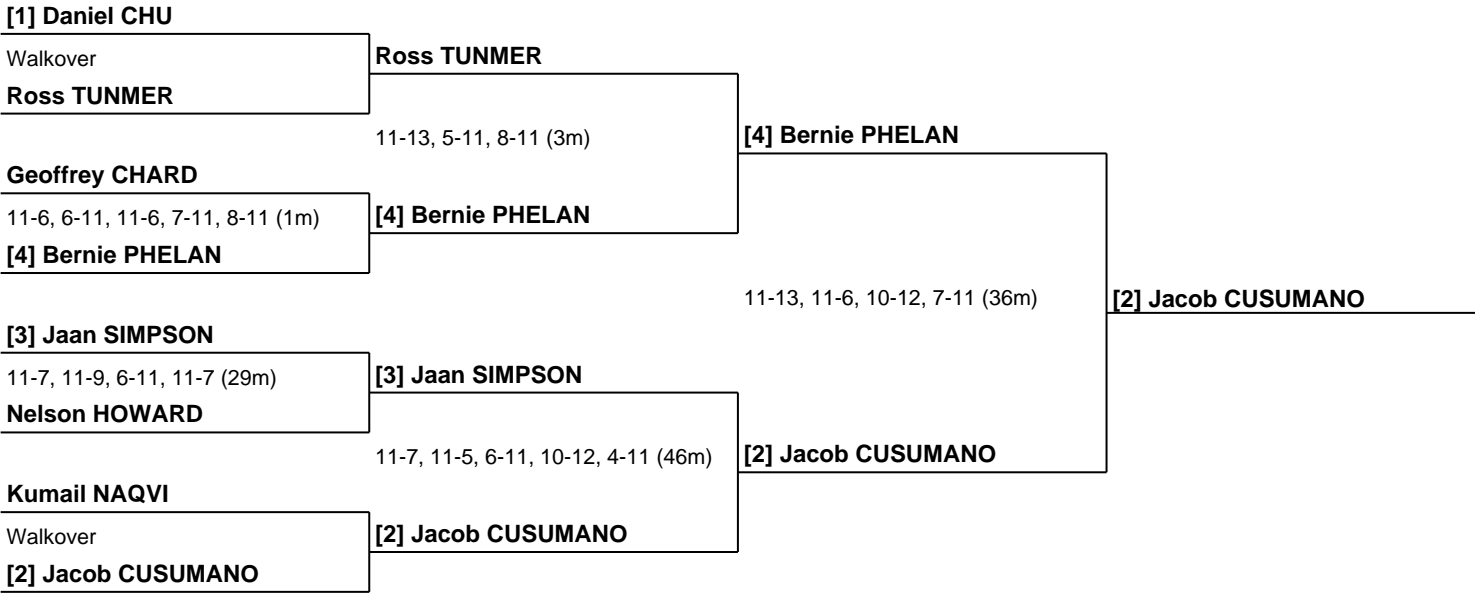 [1] Daniel CHU
Walkover
Ross TUNMER
Ross TUNMER
11-13, 5-11, 8-11 (3m)
Geoffrey CHARD
11-6, 6-11, 11-6, 7-11, 8-11 (1m)
[4] Bernie PHELAN
[4] Bernie PHELAN
[4] Bernie PHELAN
11-13, 11-6, 10-12, 7-11 (36m)
[2] Jacob CUSUMANO
[3] Jaan SIMPSON
11-7, 11-9, 6-11, 11-7 (29m)
Nelson HOWARD
[3] Jaan SIMPSON
11-7, 11-5, 6-11, 10-12, 4-11 (46m)
[2] Jacob CUSUMANO
Kumail NAQVI
Walkover
[2] Jacob CUSUMANO
[2] Jacob CUSUMANO